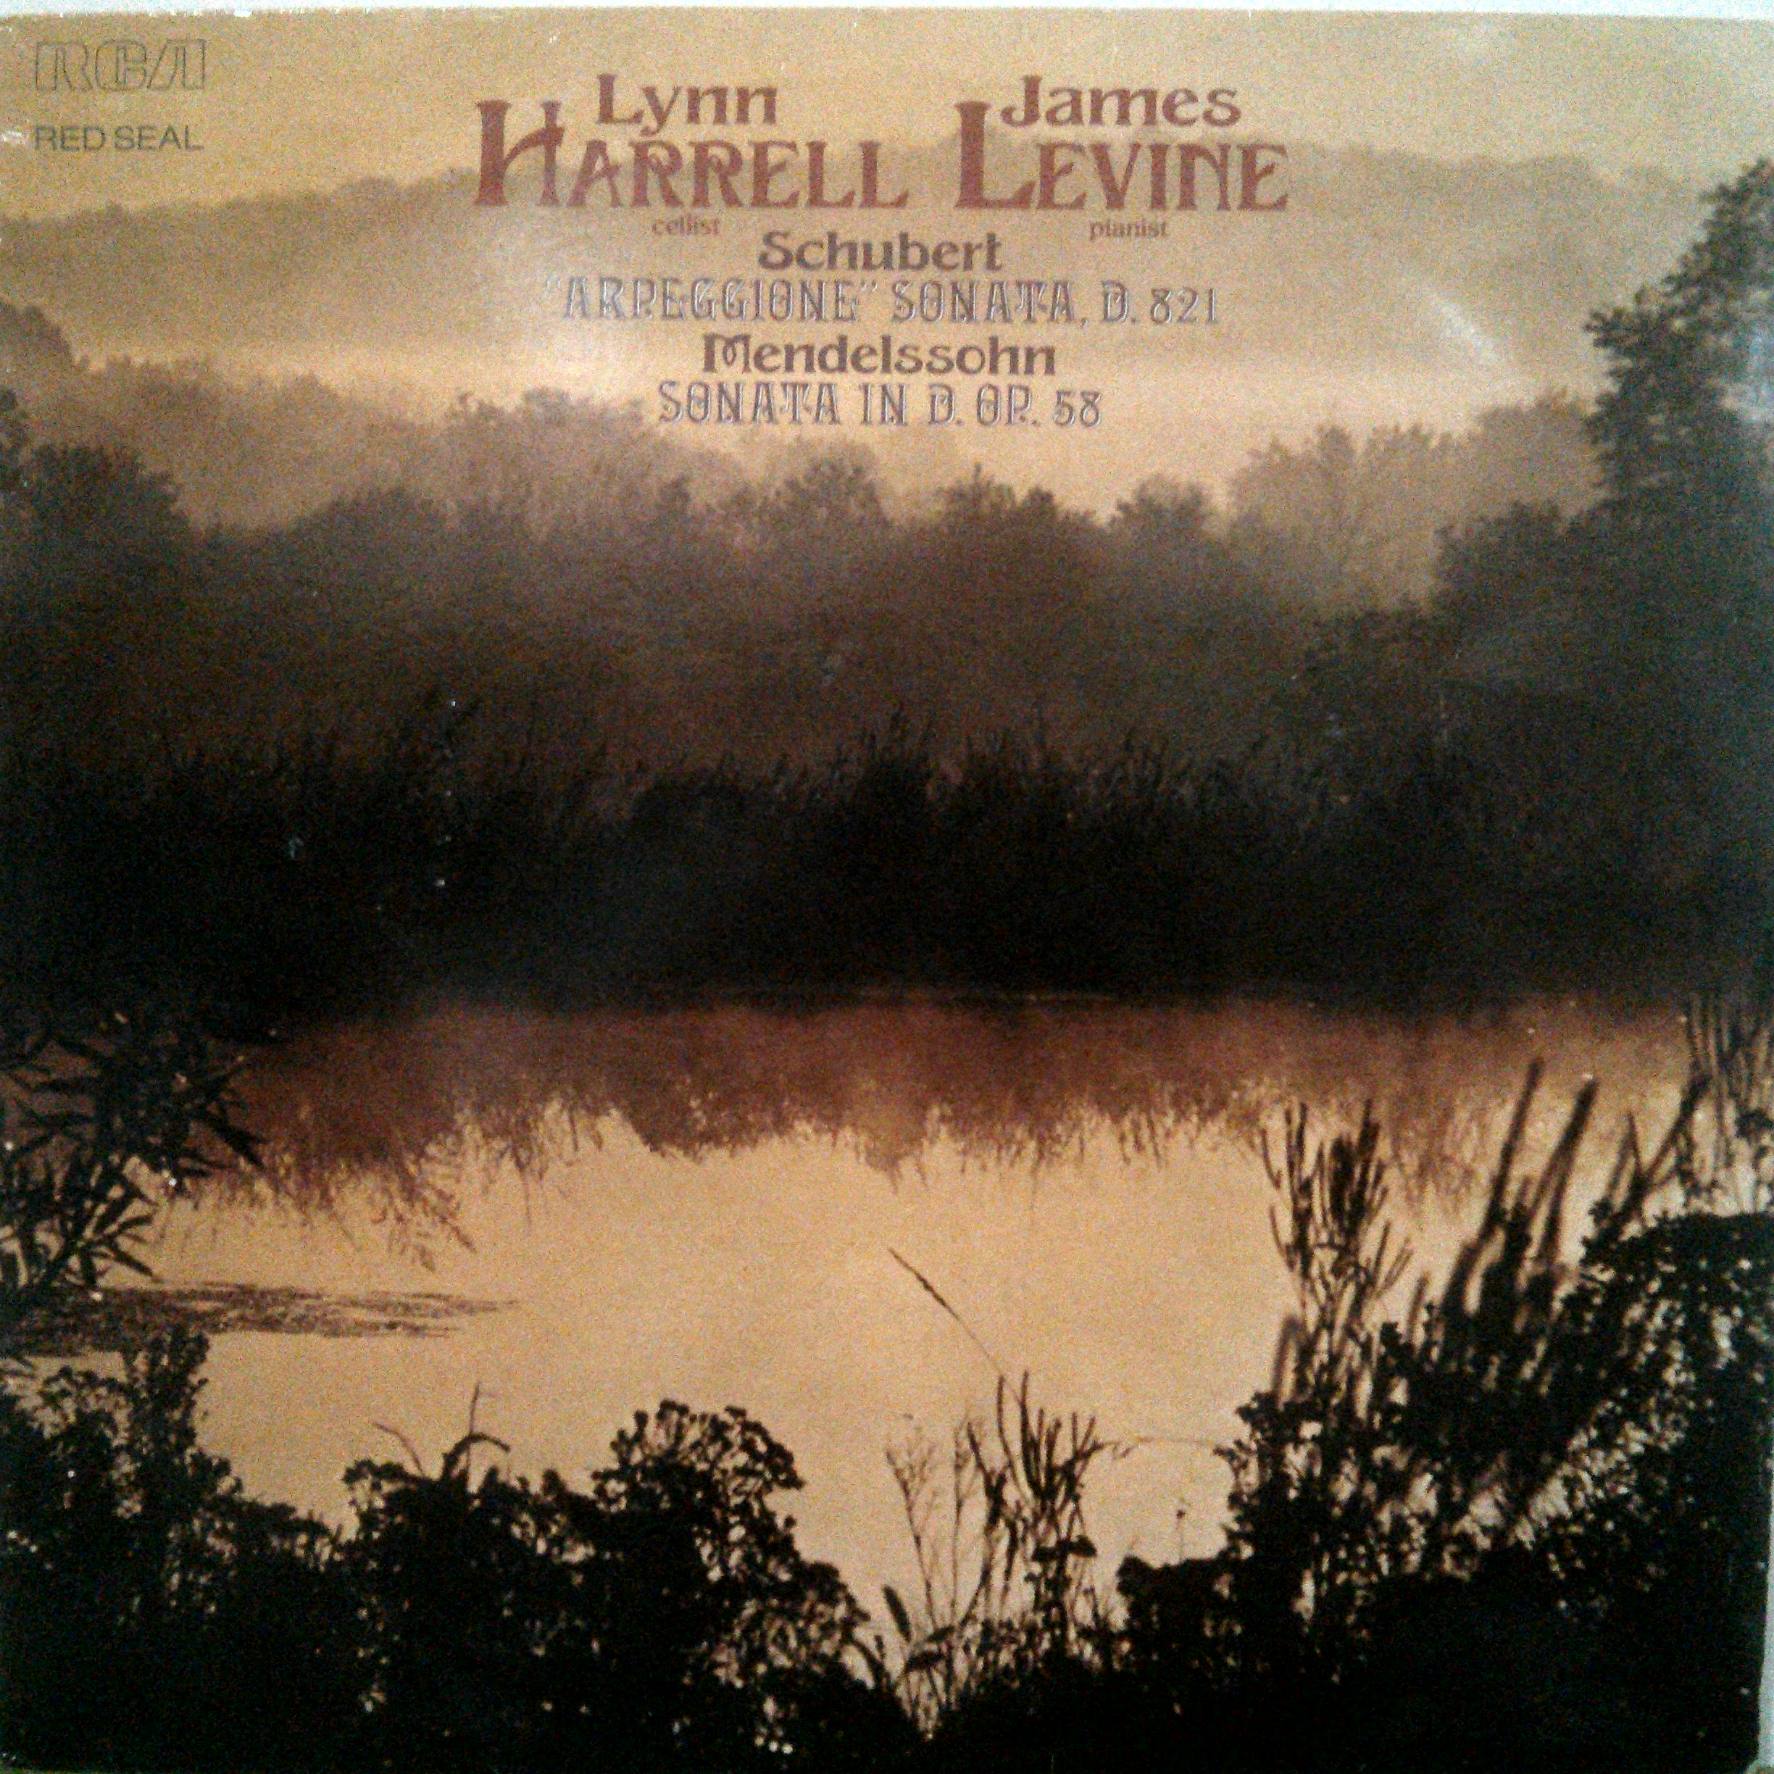 RCA
RED SEAL
Lynn James
HARRELL LEVINE
cellist pianist
Schubert
"ARPEGGIONE" SONATA, D. 821
Mendelssohn
SONATA IN D. OP. 58